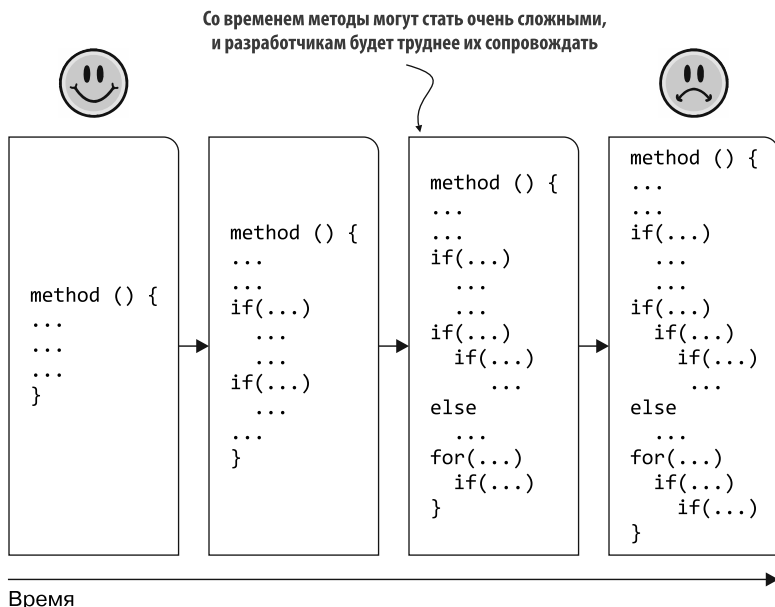 Со временем методы могут стать очень сложными,
и разработчикам будет труднее их сопровождать
method () {
...
...
...
}
method () {
...
...
if(...)
  ...
  ...
if(...)
  ...
...
}
method () {
...
...
if(...)
  ...
  ...
if(...)
  if(...)
     ...
else
  ...
for(...)
  if(...)
}
method () {
...
...
if(...)
  ...
  ...
if(...)
  if(...)
    if(...)
     ...
else
  ...
for(...)
  if(...)
    if(...)
}
Время